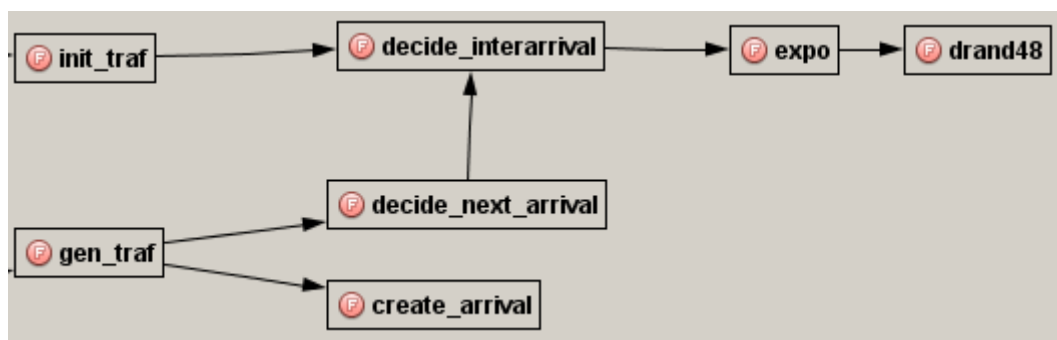 F init_traf
F decide_interarrival
F expo
F drand48
F decide_next_arrival
F gen_traf
F create_arrival